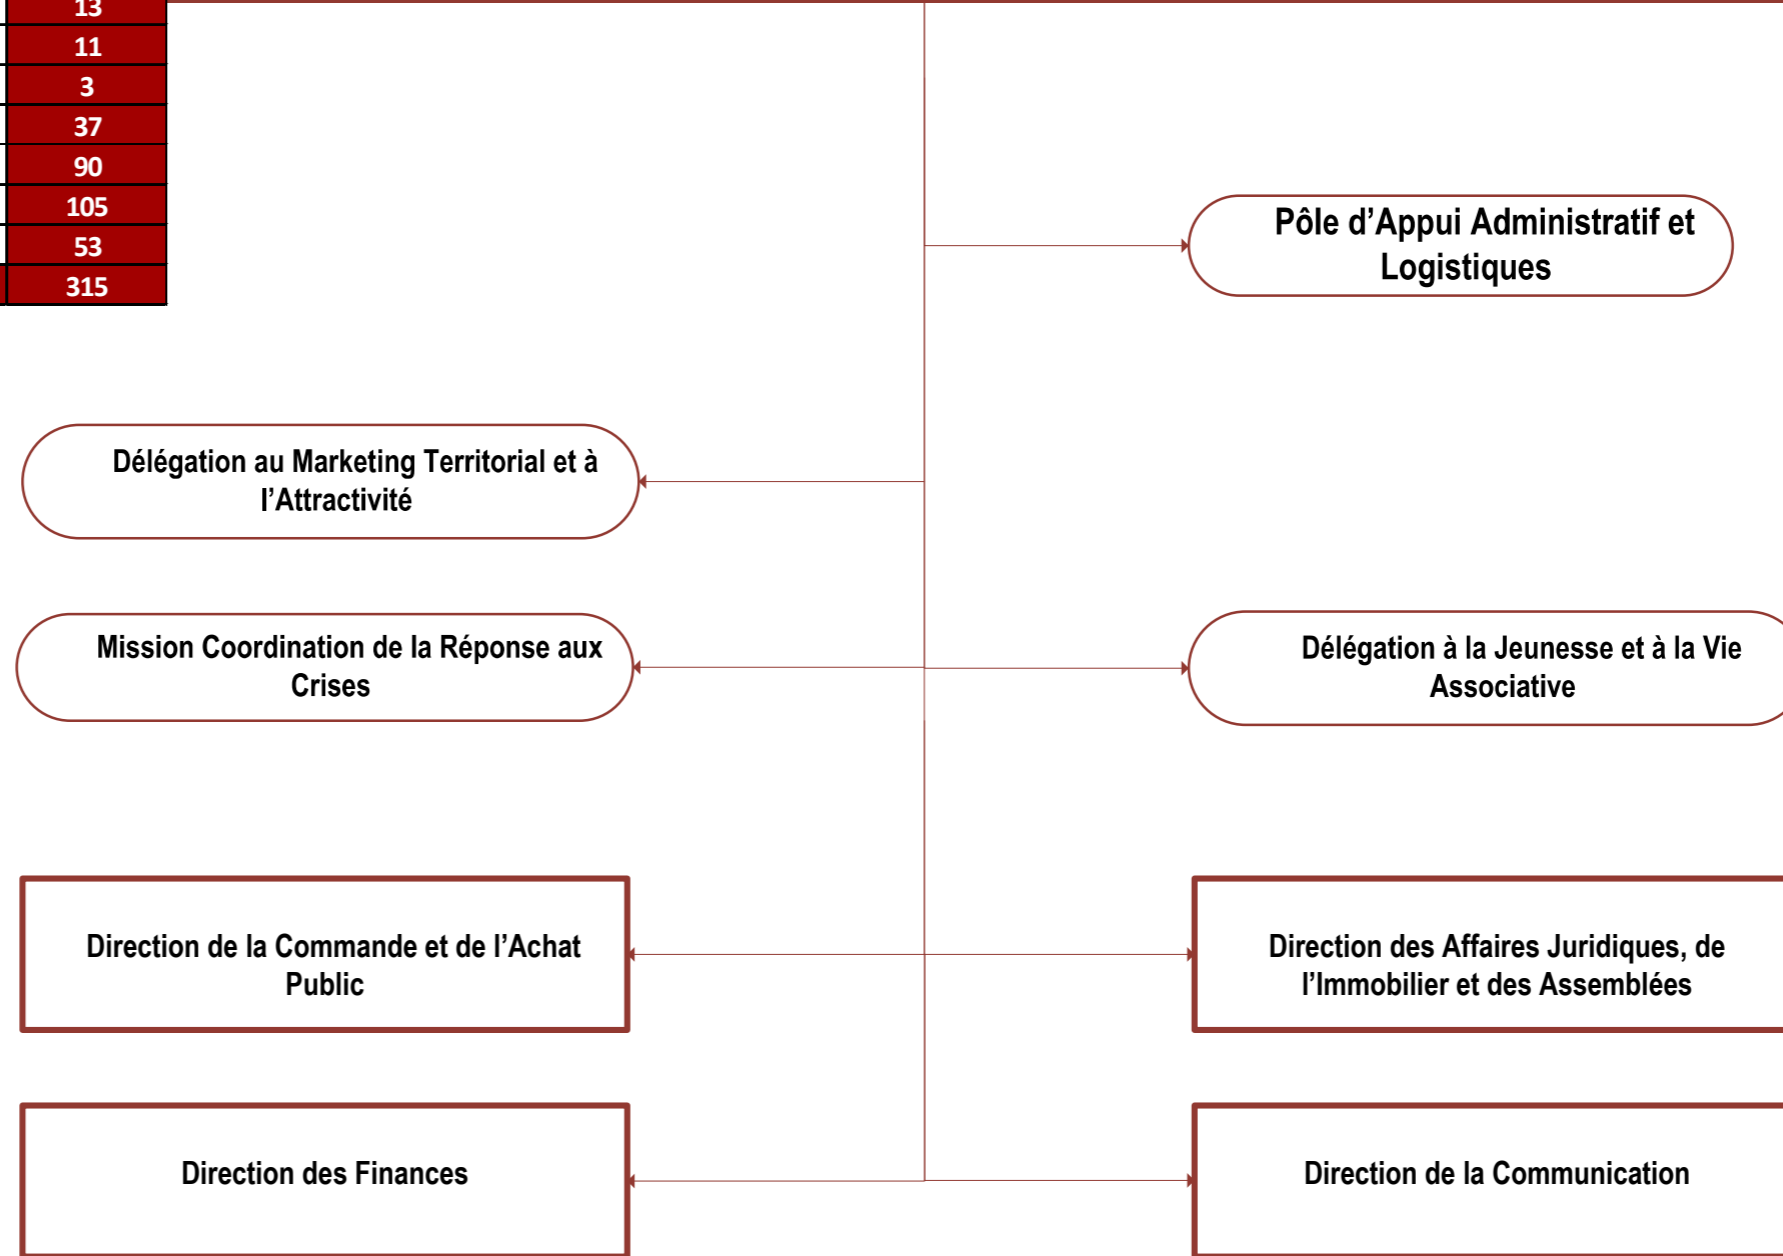 13
11
3
37
90
105
53
315
Pôle d’Appui Administratif et
Logistiques
Délégation au Marketing Territorial et à
l’Attractivité
Mission Coordination de la Réponse aux
Crises
Délégation à la Jeunesse et à la Vie
Associative
Direction de la Commande et de l’Achat
Public
Direction des Affaires Juridiques, de
l’Immobilier et des Assemblées
Direction des Finances
Direction de la Communication